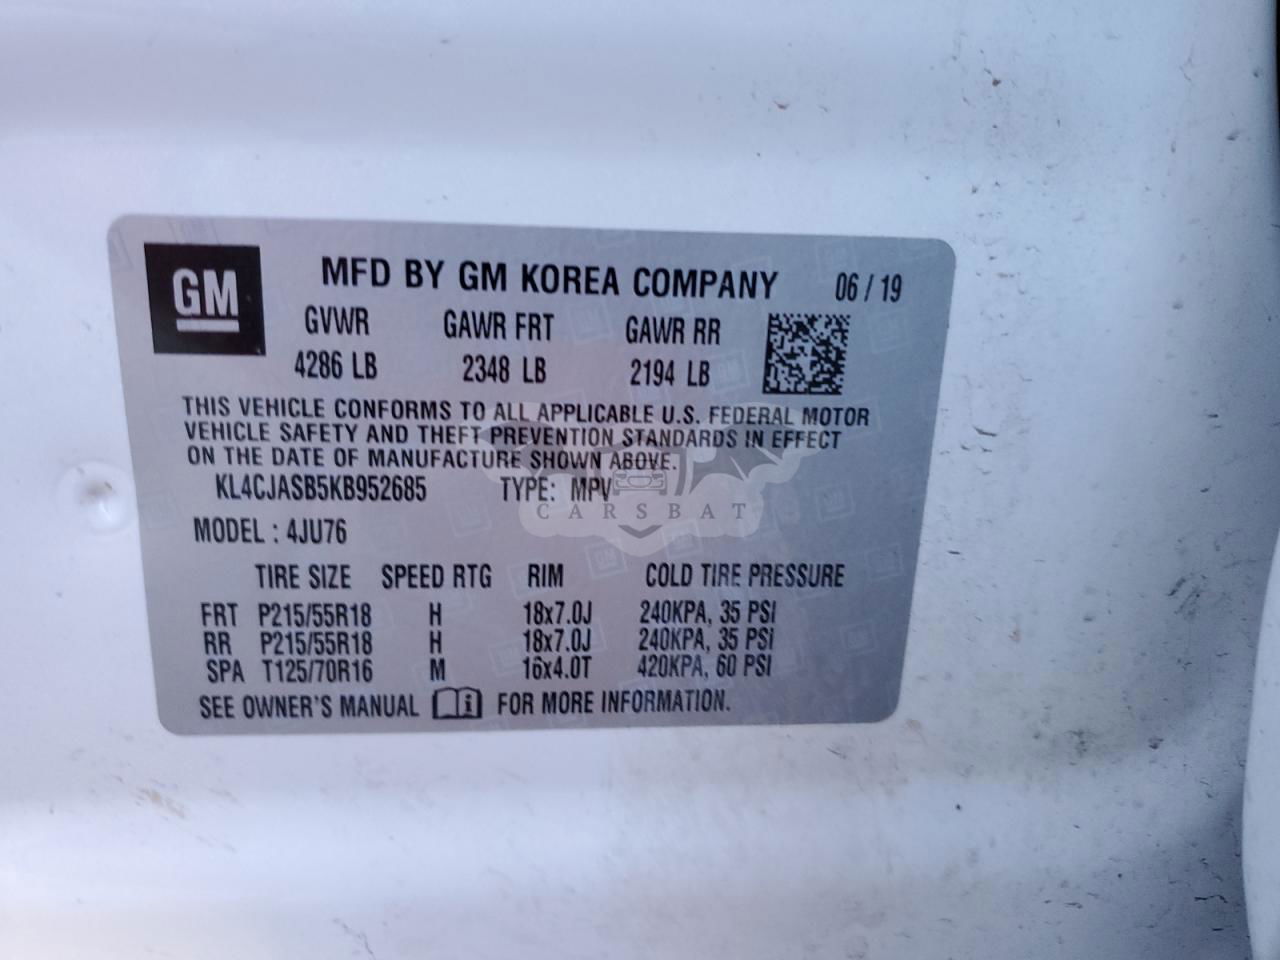 GM MFD BY GM KOREA COMPANY 06 / 19
GVWR GAWR FRT GAWR RR
4286 LB 2348 LB 2194 LB
THIS VEHICLE CONFORMS TO ALL APPLICABLE U.S. FEDERAL MOTOR
VEHICLE SAFETY AND THEFT PREVENTION STANDARDS IN EFFECT
ON THE DATE OF MANUFACTURE SHOWN ABOVE.
KL4CJASB5KB952685 TYPE: MPV
CARSBAT
MODEL : 4JU76
TIRE SIZE SPEED RTG RIM COLD TIRE PRESSURE
FRT P215/55R18 H 18x7.0J 240KPA, 35 PSI
RR P215/55R18 H 18x7.0J 240KPA, 35 PSI
SPA T125/70R16 M 16x4.0T 420KPA, 60 PSI
SEE OWNER'S MANUAL i FOR MORE INFORMATION.